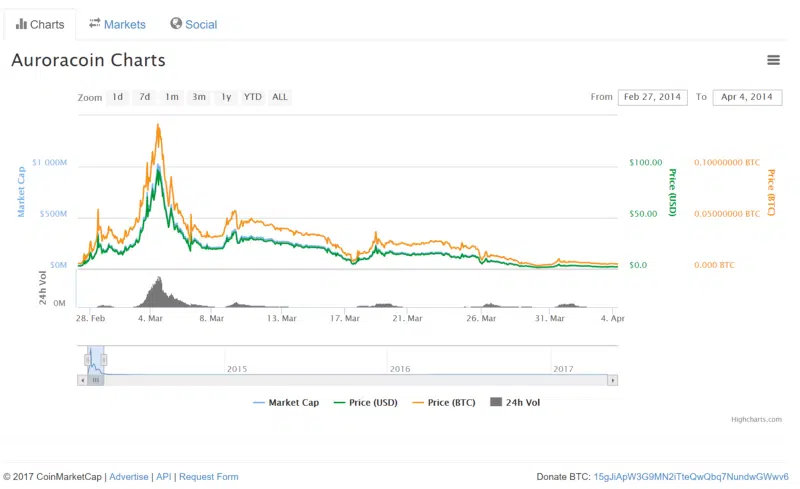 Charts Markets Social
Auroracoin Charts
Zoom 1d 7d 1m 3m 1y YTD ALL From Feb 27, 2014 To Apr 4, 2014
Market Cap
$1 000M
$500M
$0M
24h Vol
0M
$100.00
$50.00
$0.0
Price (USD)
0.10000000 BTC
0.05000000 BTC
0.000 BTC
Price (BTC)
28. Feb 4. Mar 8. Mar 13. Mar 17. Mar 21. Mar 26. Mar 31. Mar 4. Apr
2015 2016 2017
Market Cap Price (USD) Price (BTC) 24h Vol
Highcharts.com
© 2017 CoinMarketCap | Advertise | API | Request Form Donate BTC: 15gJiApW3G9MN2iTteQwQbq7NundwGWwv6